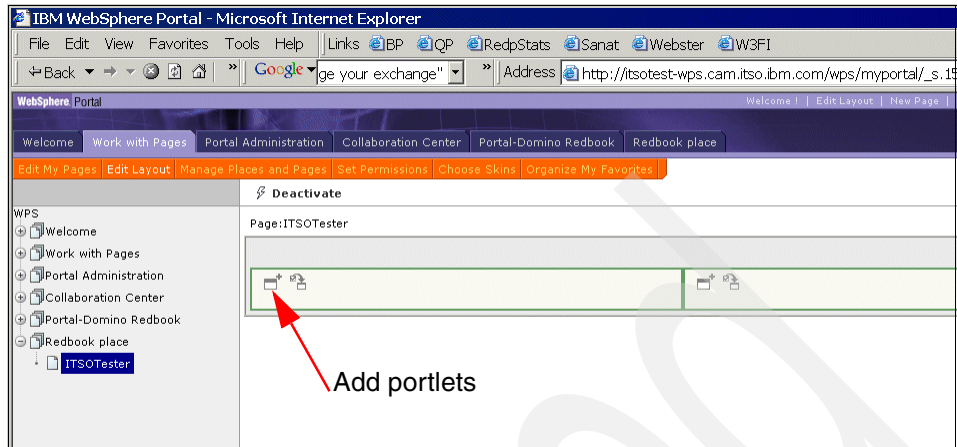 IBM WebSphere Portal - Microsoft Internet Explorer
File Edit View Favorites Tools Help Links BP QP RedpStats Sanat Webster W3FI
Back » Google ge your exchange" » Address http://itsotest-wps.cam.itso.ibm.com/wps/myportal/_s.15
WebSphere Portal Welcome ! | Edit Layout | New Page |
Welcome Work with Pages Portal Administration Collaboration Center Portal-Domino Redbook Redbook place
Edit My Pages Edit Layout Manage Places and Pages Set Permissions Choose Skins Organize My Favorites
Deactivate
WPS
Welcome
Work with Pages
Portal Administration
Collaboration Center
Portal-Domino Redbook
Redbook place
ITSOTester
Page:ITSOTester
Add portlets